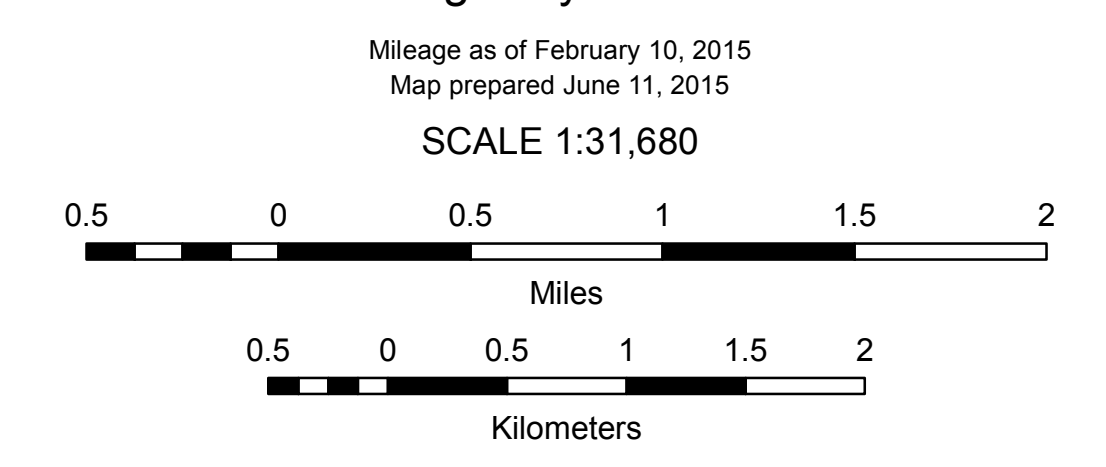 Mileage as of February 10, 2015
Map prepared June 11, 2015
SCALE 1:31,680
0.5 0 0.5 1 1.5 2
Miles
0.5 0 0.5 1 1.5 2
Kilometers